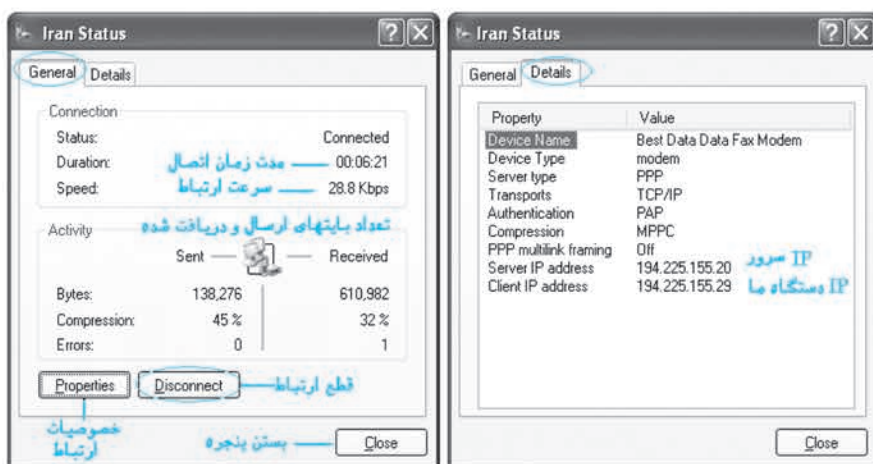 Iran Status
General Details
Connection
Status: Connected
Duration: مدت زمان اتصال 00:06:21
Speed: سرعت ارتباط 28.8 Kbps
تعداد بایتهای ارسال و دریافت شده
Activity
Sent Received
Bytes: 138,276 610,982
Compression: 45 % 32 %
Errors: 0 1
Properties Disconnect قطع ارتباط
خصوصیات
ارتباط
بستن پنجره Close
Iran Status
General Details
Property Value
Device Name Best Data Data Fax Modem
Device Type modem
Server type PPP
Transports TCP/IP
Authentication PAP
Compression MPPC
PPP multilink framing Off
Server IP address 194.225.155.20 IP سرور
Client IP address 194.225.155.29 IP دستگاه ما
Close